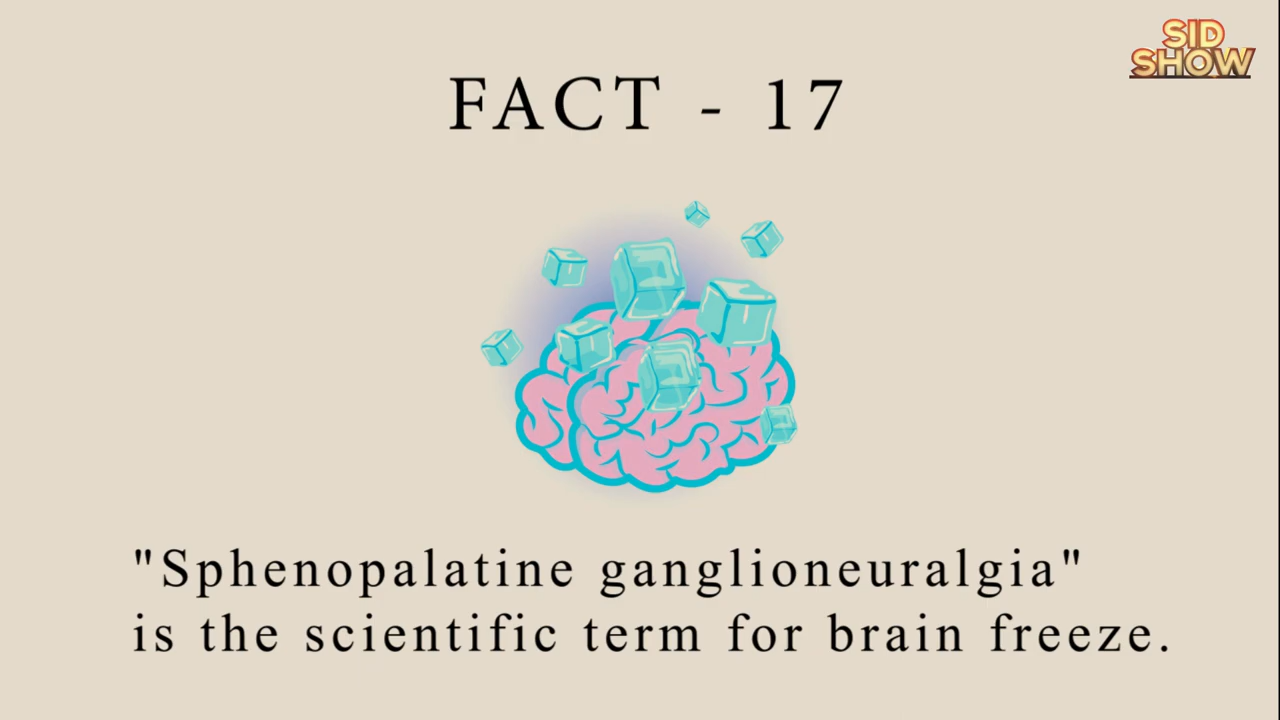 SID
SHOW
FACT - 17
"Sphenopalatine ganglioneuralgia"
is the scientific term for brain freeze.